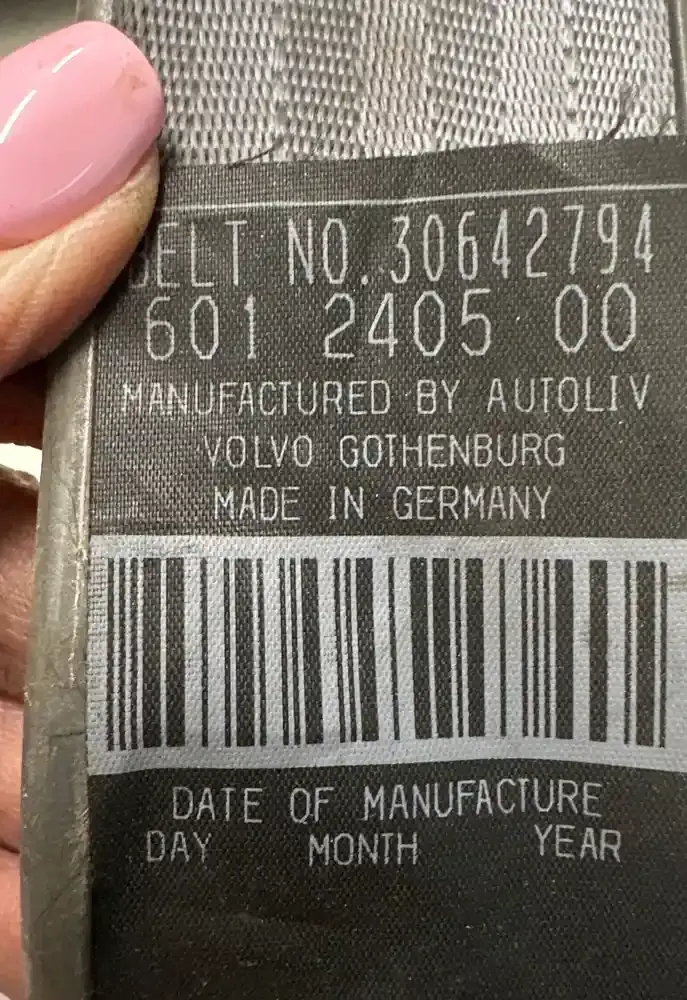 BELT NO. 30642794
601 2405 00
MANUFACTURED BY AUTOLIV
VOLVO GOTHENBURG
MADE IN GERMANY
DATE OF MANUFACTURE
DAY MONTH YEAR